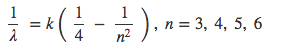 1/λ = k ( 1/4 - 1/n² ), n = 3, 4, 5, 6